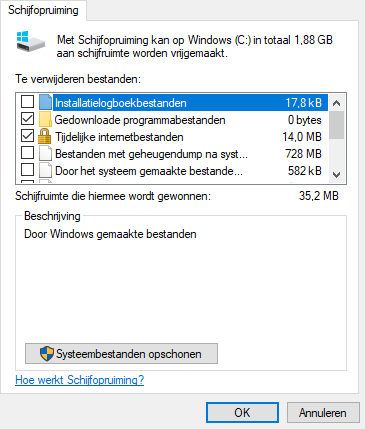 Schijfopruiming
Met Schijfopruiming kan op Windows (C:) in totaal 1,88 GB
aan schijfruimte worden vrijgemaakt.
Te verwijderen bestanden:
Installatielogboekbestanden 17,8 kB
Gedownloade programmabestanden 0 bytes
Tijdelijke internetbestanden 14,0 MB
Bestanden met geheugendump na syst... 728 MB
Door het systeem gemaakte bestande... 582 kB
Schijfruimte die hiermee wordt gewonnen: 35,2 MB
Beschrijving
Door Windows gemaakte bestanden
Systeembestanden opschonen
Hoe werkt Schijfopruiming?
OK Annuleren